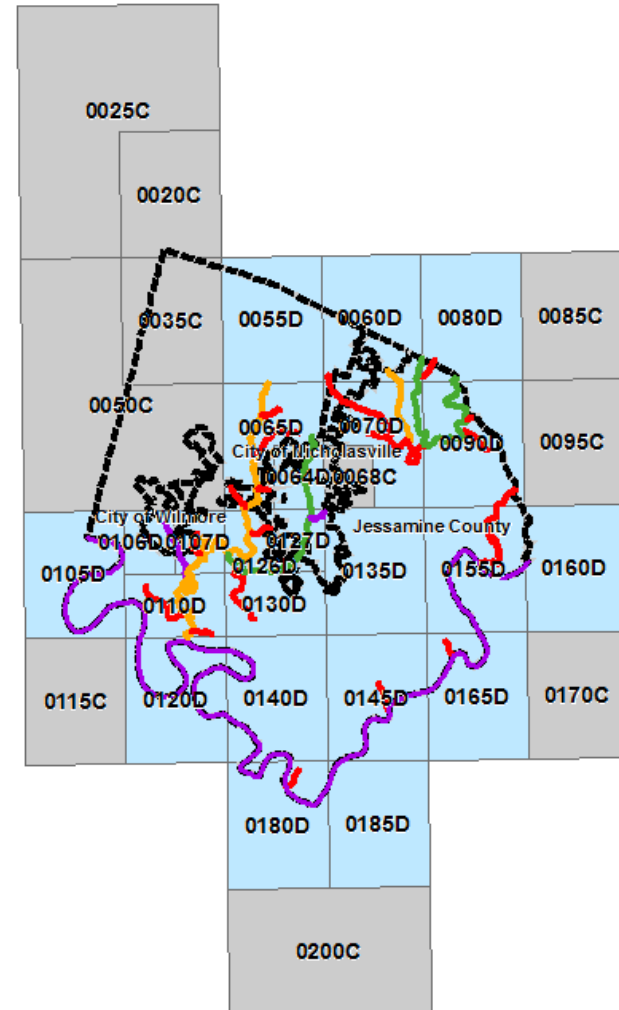 0025C
0020C
0035C
0055D
0060D
0080D
0085C
0050C
0065D
0070D
0090D
0095C
City of Nicholasville
0064D
0068C
City of Wilmore
Jessamine County
0106D
0107D
0127D
0105D
0126D
0135D
0155D
0160D
0110D
0130D
0115C
0120D
0140D
0145D
0165D
0170C
0180D
0185D
0200C